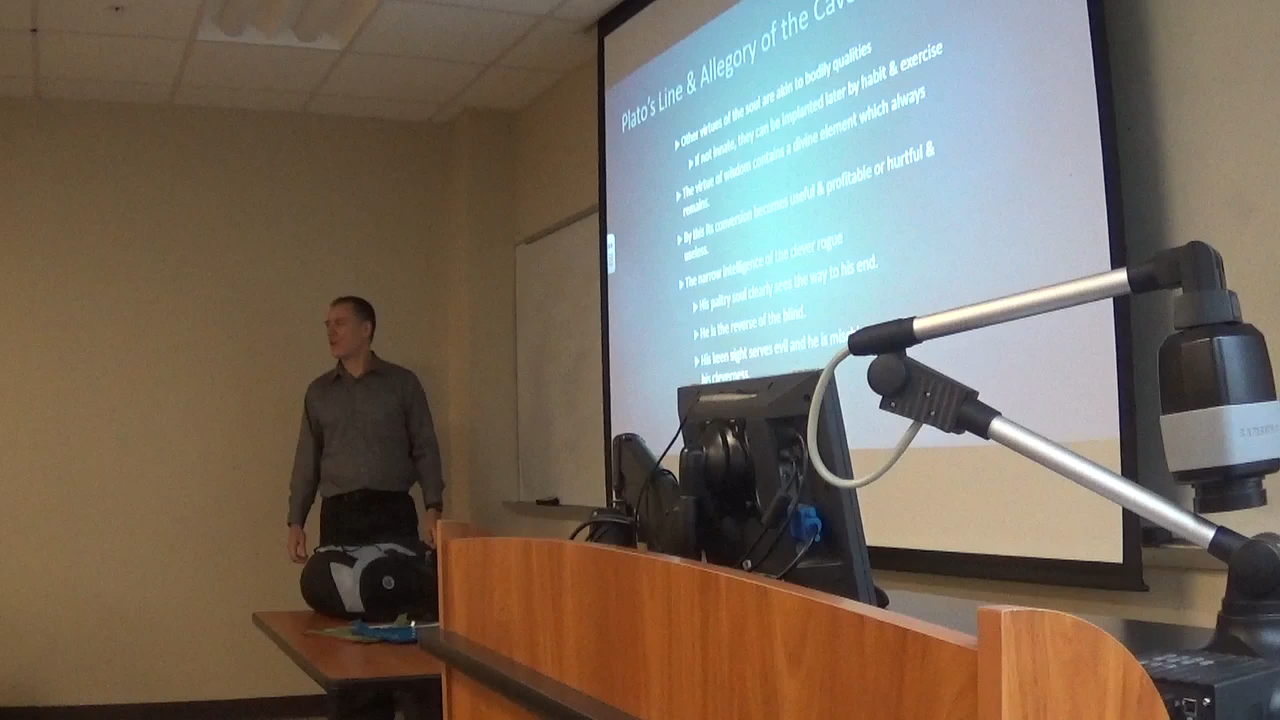 Plato's Line & Allegory of the Cave
Other virtues of the soul are akin to bodily qualities
If not innate, they can be implanted later by habit & exercise
The virtue of wisdom contains a divine element which always
remains.
By this its conversion becomes useful & profitable or hurtful &
useless.
The narrow intelligence of the clever rogue
His paltry soul clearly sees the way to his end.
He is the reverse of the blind.
His keen sight serves evil and he is
his cleverness.